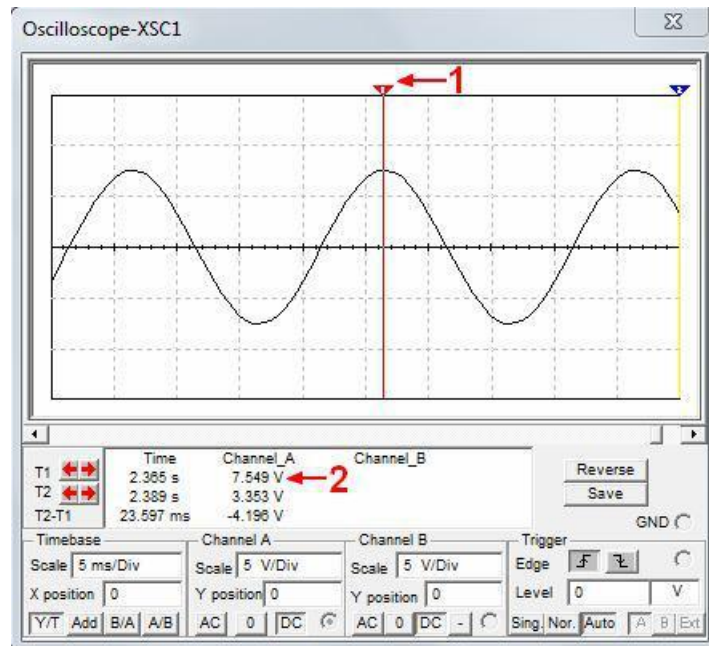 Oscilloscope-XSC1
1
1
2
Time Channel_A Channel_B
T1 2.365 s 7.549 V 2
T2 2.389 s 3.353 V
T2-T1 23.597 ms -4.196 V
Reverse
Save
GND
Timebase Channel A Channel B Trigger
Scale 5 ms/Div Scale 5 V/Div Scale 5 V/Div Edge
X position 0 Y position 0 Y position 0 Level 0 V
Y/T Add B/A A/B AC 0 DC AC 0 DC - Sing. Nor. Auto A B Ext